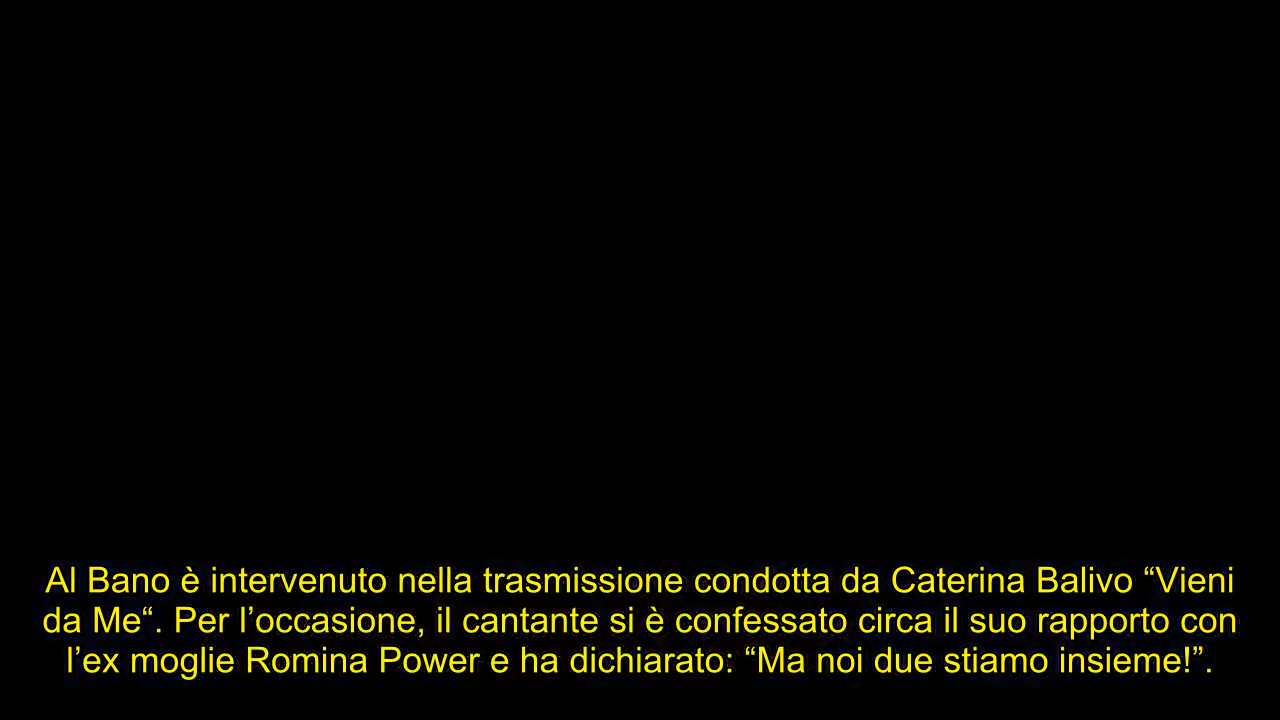 Al Bano è intervenuto nella trasmissione condotta da Caterina Balivo “Vieni
da Me“. Per l’occasione, il cantante si è confessato circa il suo rapporto con
l’ex moglie Romina Power e ha dichiarato: “Ma noi due stiamo insieme!”.